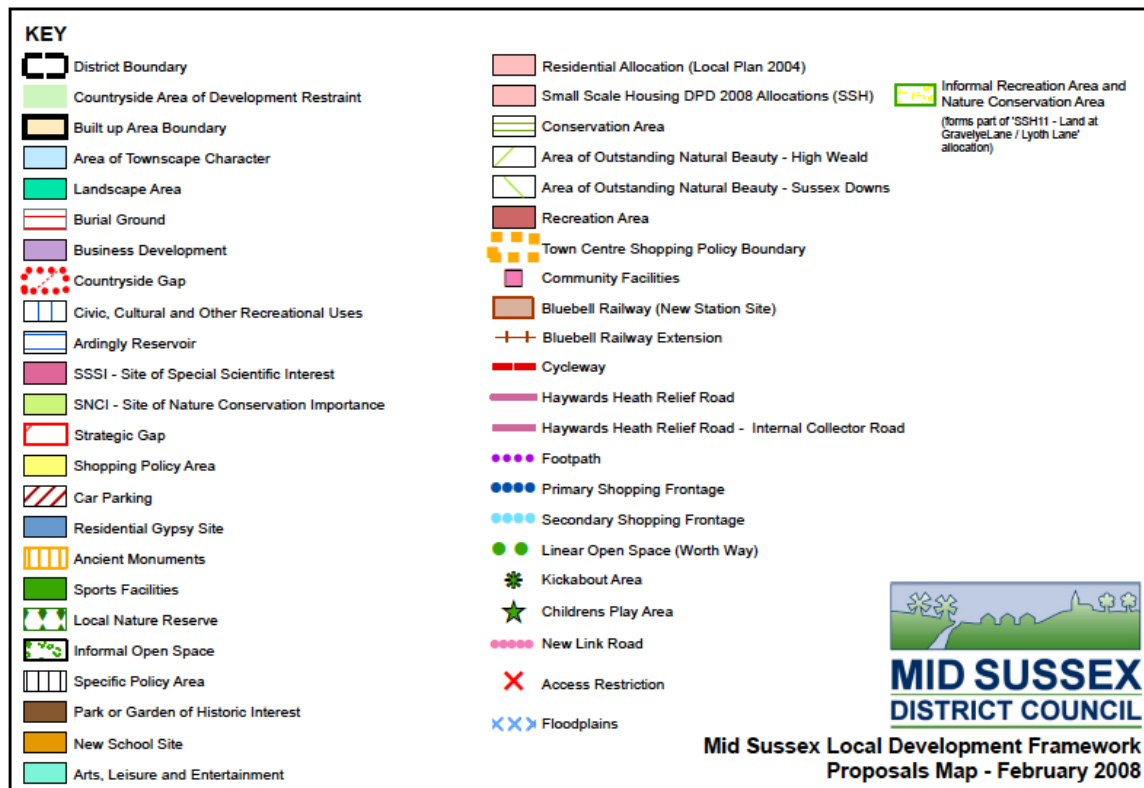 KEY
District Boundary
Countryside Area of Development Restraint
Built up Area Boundary
Area of Townscape Character
Landscape Area
Burial Ground
Business Development
Countryside Gap
Civic, Cultural and Other Recreational Uses
Ardingly Reservoir
SSSI - Site of Special Scientific Interest
SNCI - Site of Nature Conservation Importance
Strategic Gap
Shopping Policy Area
Car Parking
Residential Gypsy Site
Ancient Monuments
Sports Facilities
Local Nature Reserve
Informal Open Space
Specific Policy Area
Park or Garden of Historic Interest
New School Site
Arts, Leisure and Entertainment
Residential Allocation (Local Plan 2004)
Small Scale Housing DPD 2008 Allocations (SSH)
Conservation Area
Area of Outstanding Natural Beauty - High Weald
Area of Outstanding Natural Beauty - Sussex Downs
Recreation Area
Town Centre Shopping Policy Boundary
Community Facilities
Bluebell Railway (New Station Site)
Bluebell Railway Extension
Cycleway
Haywards Heath Relief Road
Haywards Heath Relief Road - Internal Collector Road
Footpath
Primary Shopping Frontage
Secondary Shopping Frontage
Linear Open Space (Worth Way)
Kickabout Area
Childrens Play Area
New Link Road
Access Restriction
Floodplains
Informal Recreation Area and
Nature Conservation Area
(forms part of 'SSH11 - Land at
GravelyeLane / Lyoth Lane'
allocation)
MID SUSSEX
DISTRICT COUNCIL
Mid Sussex Local Development Framework
Proposals Map - February 2008